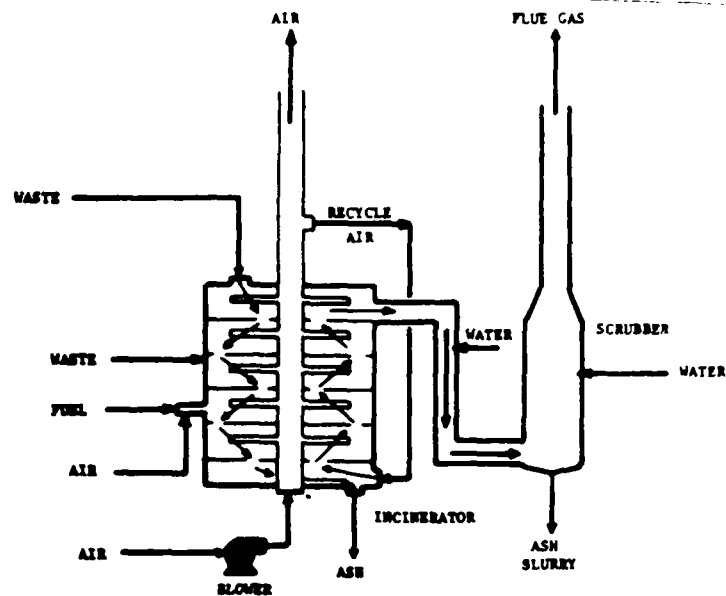 AIR
FLUE GAS
WASTE
RECYCLE
AIR
WATER
SCRUBBER
WASTE
WATER
FUEL
AIR
INCINERATOR
AIR
ASH
ASH
SLURRY
BLOWER